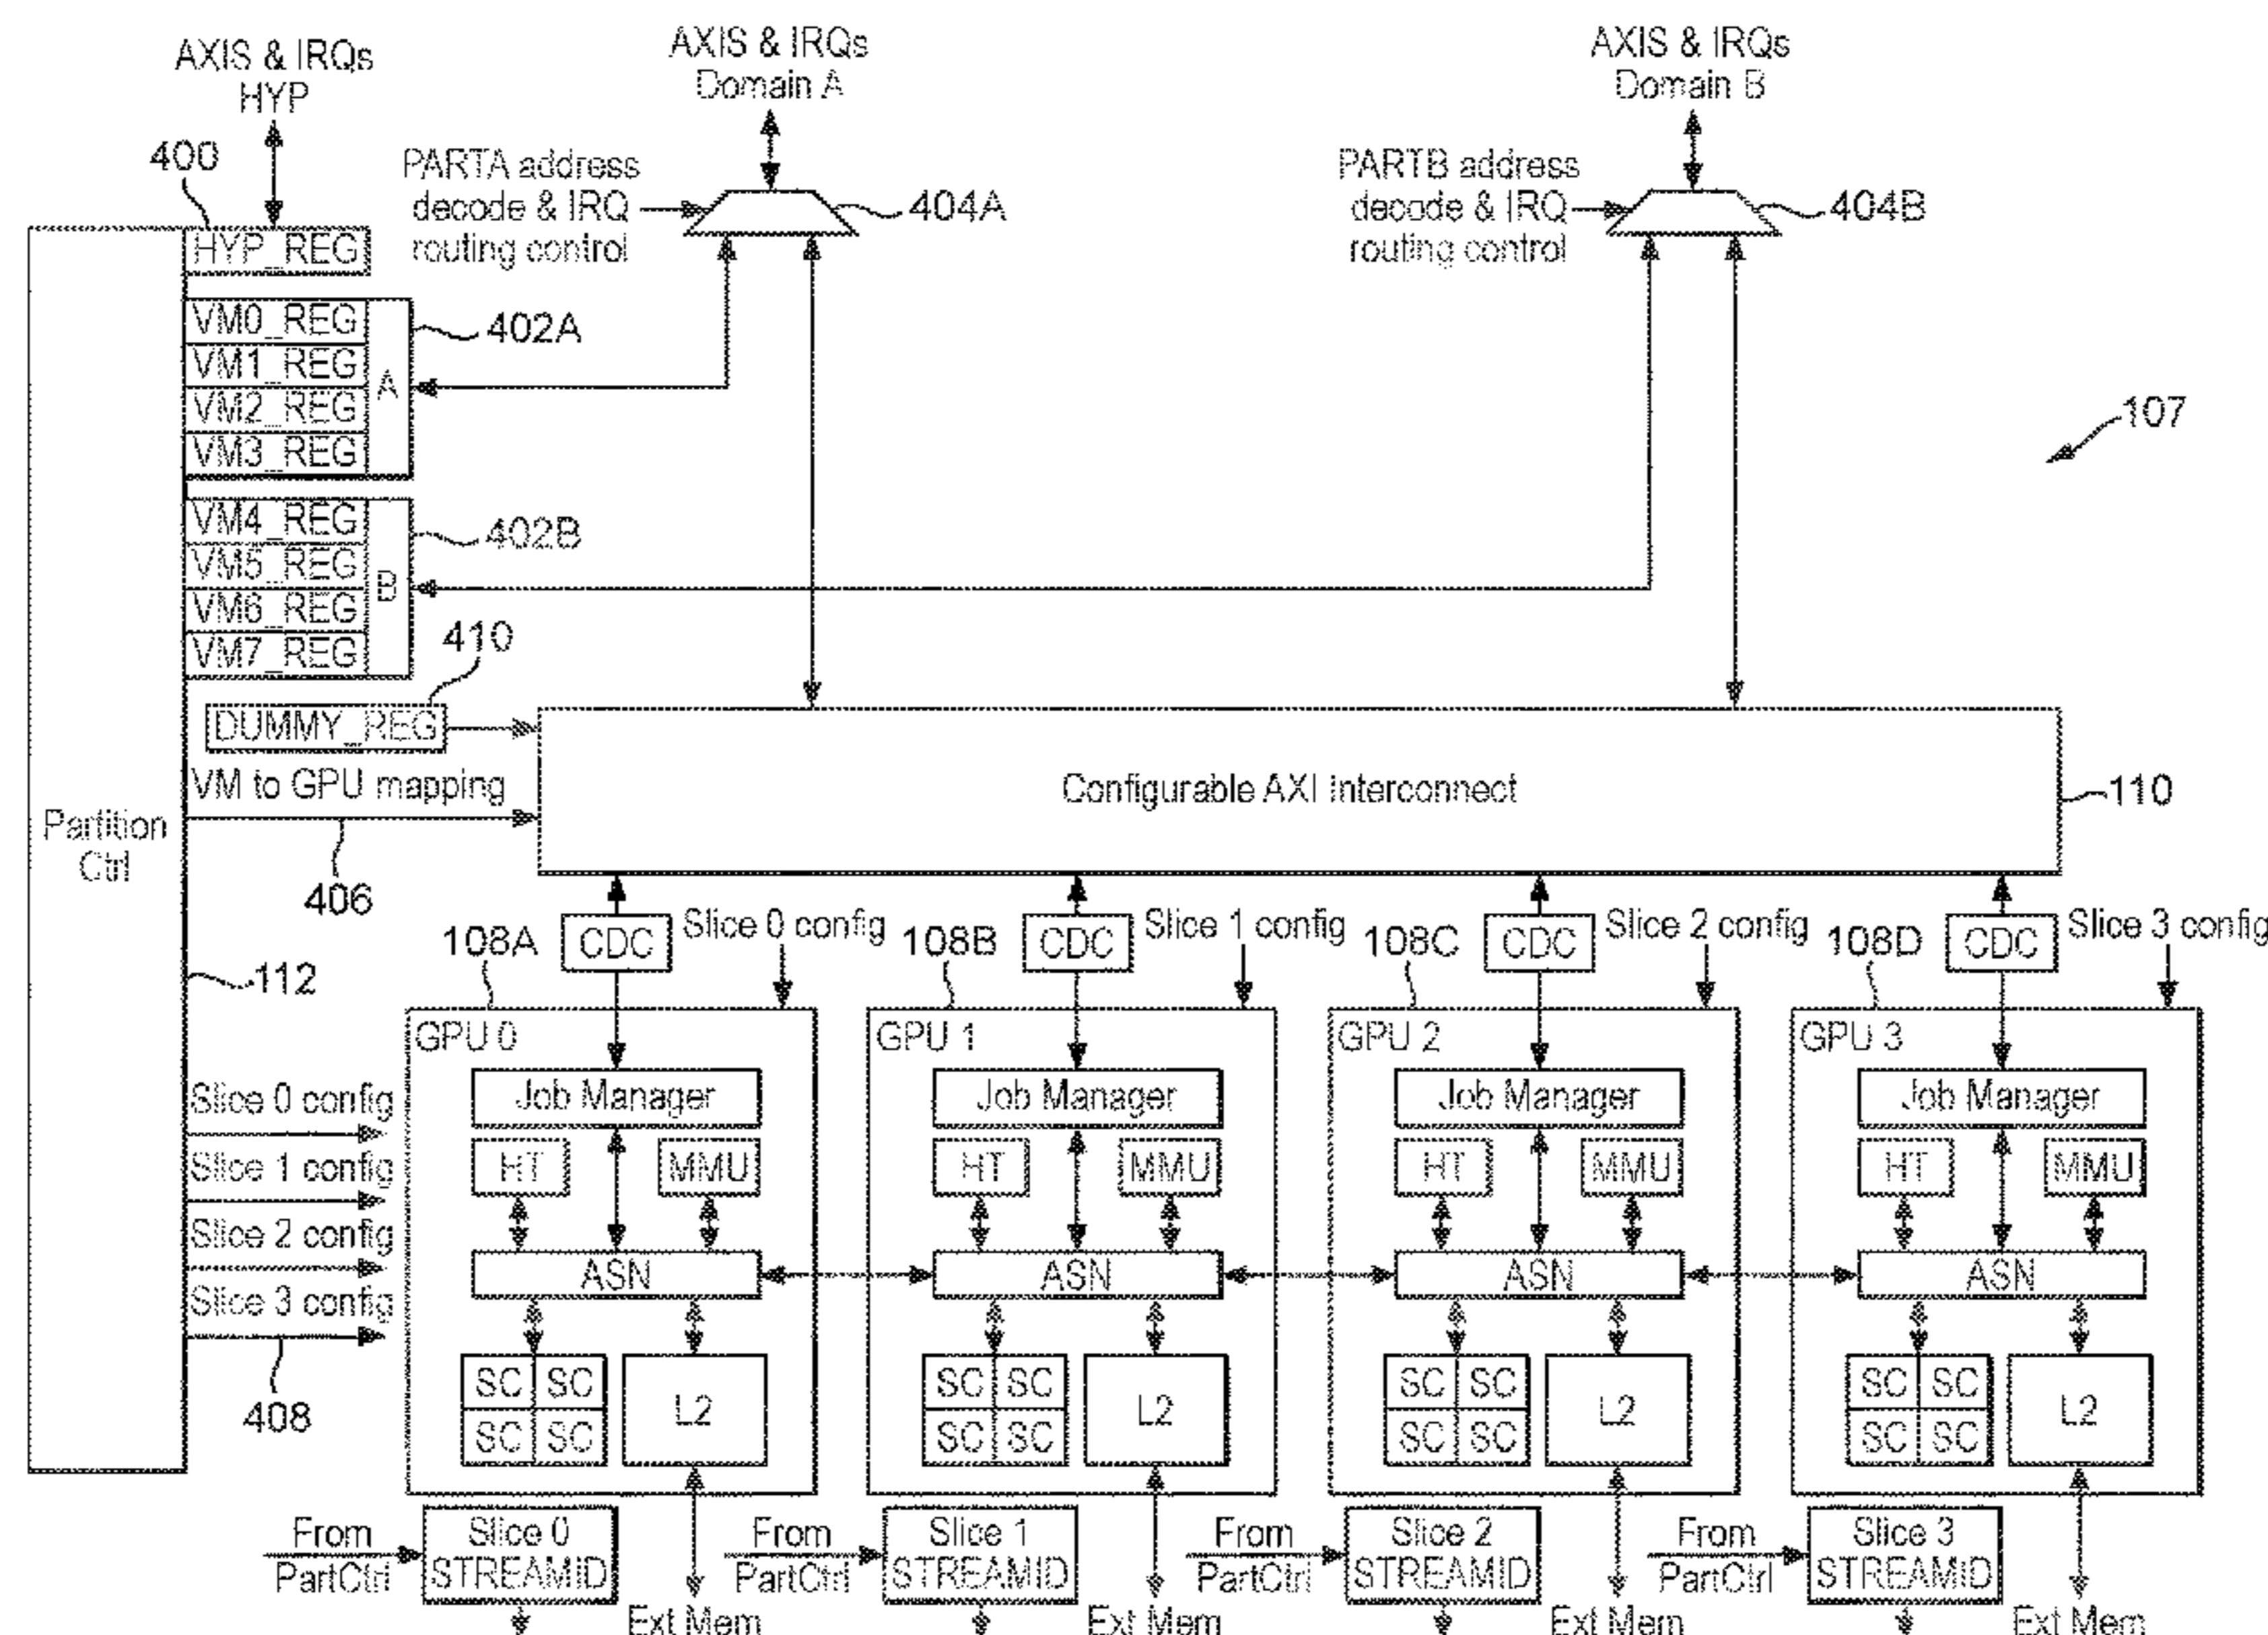 AXIS & IRQs
HYP
AXIS & IRQs
Domain A
AXIS & IRQs
Domain B
400
PARTA address
decode & IRQ
routing control
404A
PARTB address
decode & IRQ
routing control
404B
HYP_REG
VM0_REG
VM1_REG
VM2_REG
VM3_REG
A
402A
107
VM4_REG
VM5_REG
VM6_REG
VM7_REG
B
402B
410
DUMMY_REG
VM to GPU mapping
406
Configurable AXI Interconnect
110
Partition
Ctrl
112
108A
CDC
Slice 0 config
108B
CDC
Slice 1 config
108C
CDC
Slice 2 config
108D
CDC
Slice 3 config
Slice 0 config
Slice 1 config
Slice 2 config
Slice 3 config
408
GPU 0
Job Manager
HT
MMU
ASN
SC SC
SC SC
L2
GPU 1
Job Manager
HT
MMU
ASN
SC SC
SC SC
L2
GPU 2
Job Manager
HT
MMU
ASN
SC SC
SC SC
L2
GPU 3
Job Manager
HT
MMU
ASN
SC SC
SC SC
L2
From
PartCtrl
Slice 0
STREAMID
Ext Mem
From
PartCtrl
Slice 1
STREAMID
Ext Mem
From
PartCtrl
Slice 2
STREAMID
Ext Mem
From
PartCtrl
Slice 3
STREAMID
Ext Mem